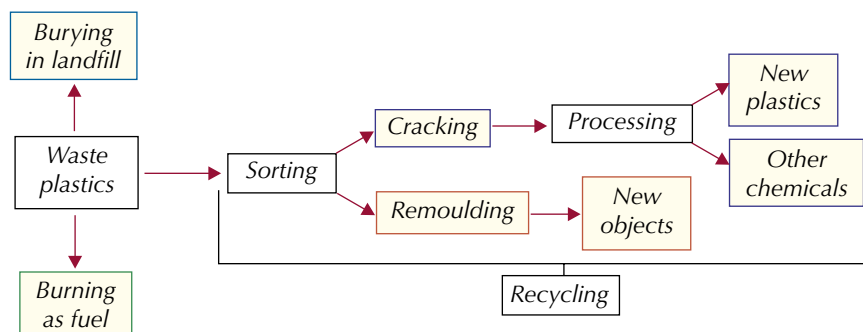 Burying
in landfill
Waste
plastics
Burning
as fuel
Sorting
Cracking
Processing
New
plastics
Other
chemicals
Remoulding
New
objects
Recycling